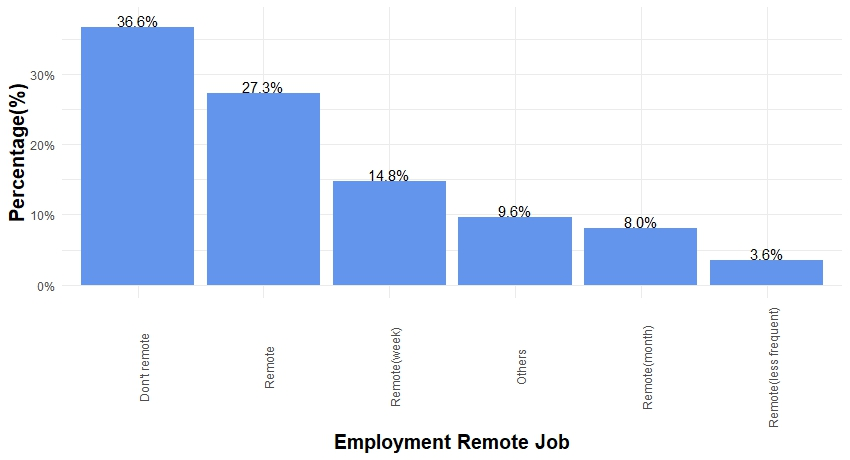 36.6%
27.3%
14.8%
9.6%
8.0%
3.6%
30%
20%
10%
0%
Percentage(%)
Don't remote
Remote
Remote(week)
Others
Remote(month)
Remote(less frequent)
Employment Remote Job